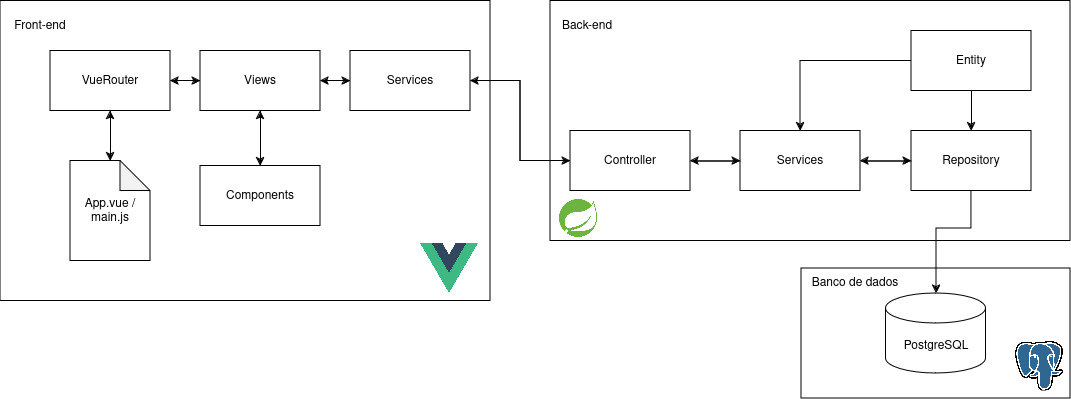 Front-end
VueRouter
Views
Services
App.vue /
main.js
Components
Back-end
Entity
Controller
Services
Repository
Banco de dados
PostgreSQL